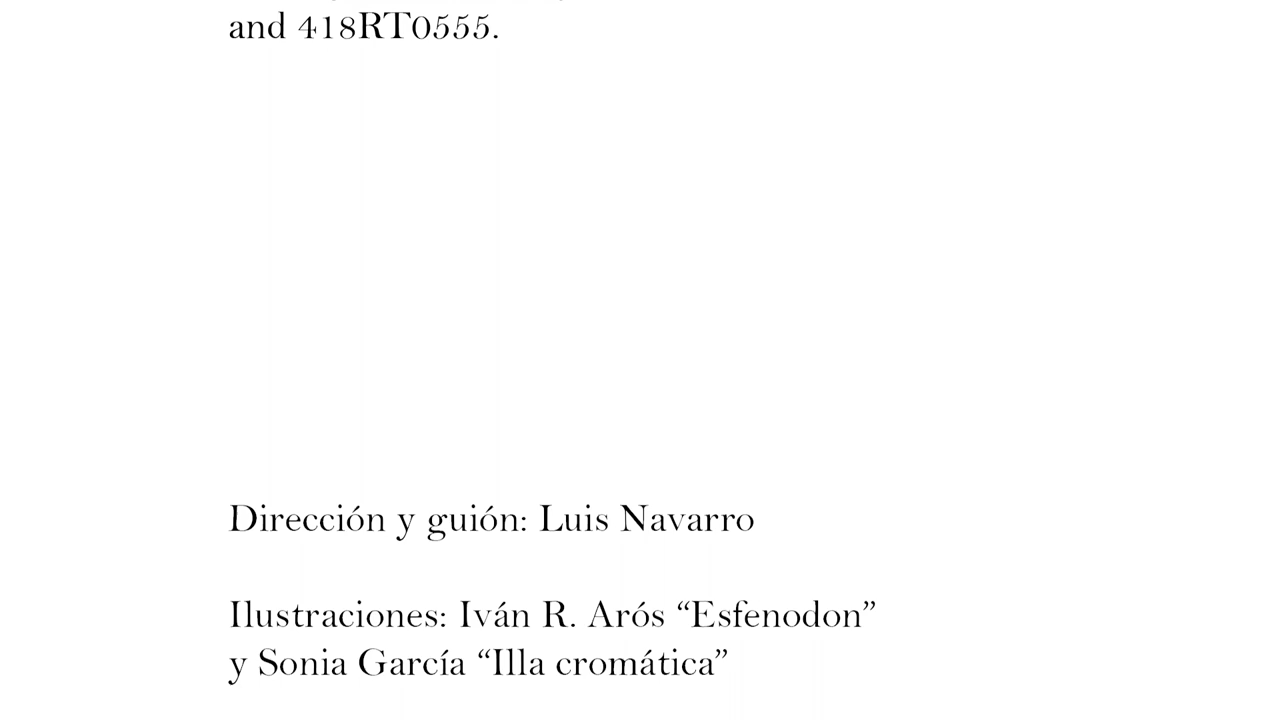 and 418RT0555.
Dirección y guión: Luis Navarro
Ilustraciones: Iván R. Arós “Esfenodon”
y Sonia García “Illa cromática”